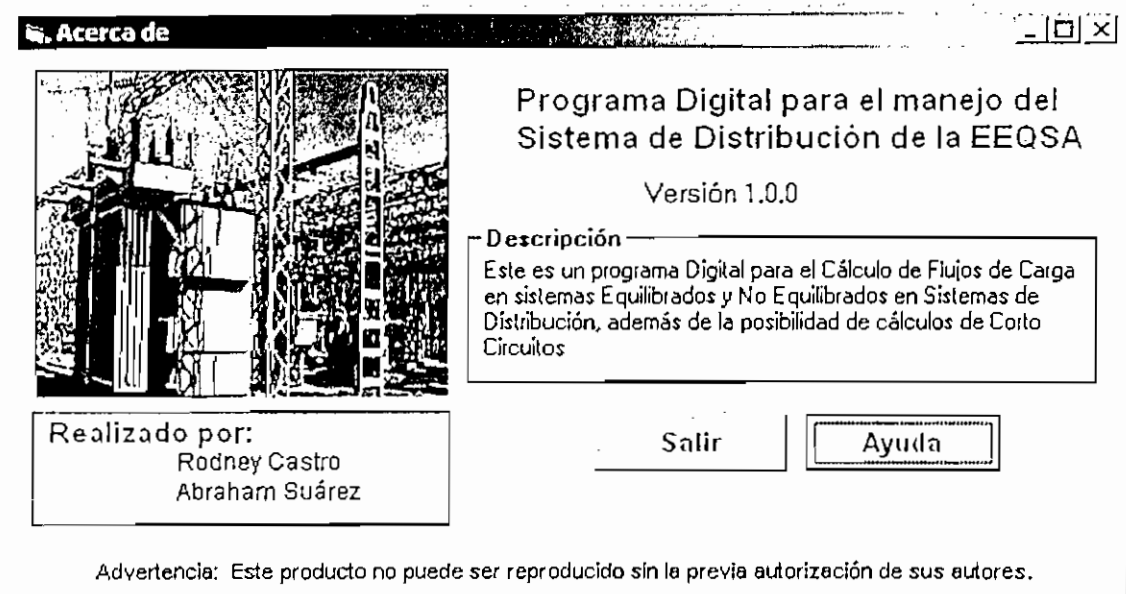 Acerca de
Programa Digital para el manejo del
Sistema de Distribución de la EEQSA
Versión 1.0.0
Descripción
Este es un programa Digital para el Cálculo de Flujos de Carga
en sistemas Equilibrados y No Equilibrados en Sistemas de
Distribución, además de la posibilidad de cálculos de Corto
Circuitos
Realizado por:
Rodney Castro
Abraham Suárez
Salir
Ayuda
Advertencia: Este producto no puede ser reproducido sin la previa autorización de sus autores.